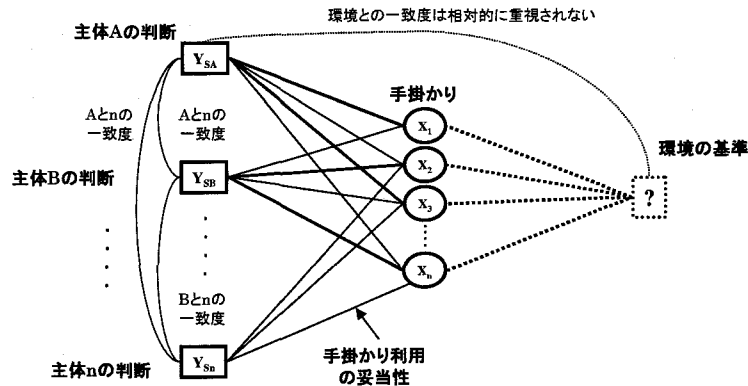 環境との一致度は相対的に重視されない
主体Aの判断
Y_SA
手掛かり
Aとnの
一致度
Aとnの
一致度
X_1
環境の基準
主体Bの判断
Y_SB
X_2
?
X_3
X_n
Bとnの
一致度
主体nの判断
Y_Sn
手掛かり利用
の妥当性